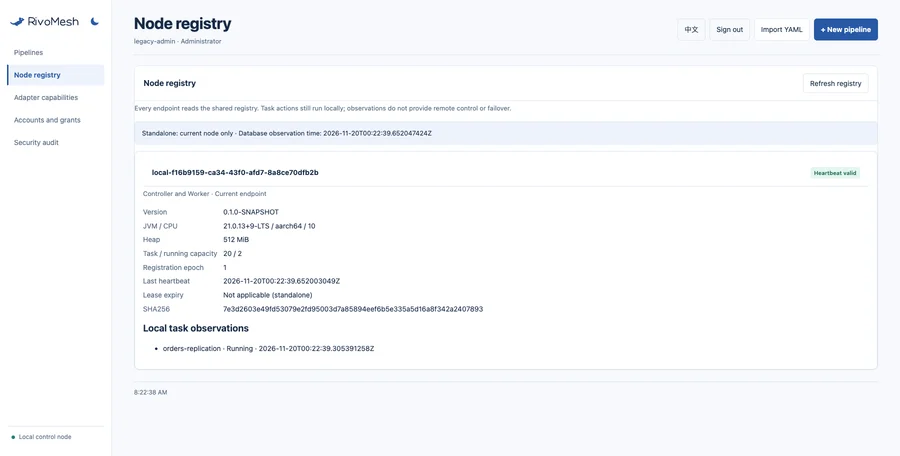 RivoMesh
Pipelines
Node registry
Adapter capabilities
Accounts and grants
Security audit
Local control node
Node registry
legacy-admin · Administrator
中文
Sign out
Import YAML
+ New pipeline
Node registry
Refresh registry
Every endpoint reads the shared registry. Task actions still run locally; observations do not provide remote control or failover.
Standalone: current node only · Database observation time: 2026-11-20T00:22:39.652047424Z
local-f16b9159-ca34-43f0-afd7-8a8ce70dfb2b
Heartbeat valid
Controller and Worker · Current endpoint
Version 0.1.0-SNAPSHOT
JVM / CPU 21.0.13+9-LTS / aarch64 / 10
Heap 512 MiB
Task / running capacity 20 / 2
Registration epoch 1
Last heartbeat 2026-11-20T00:22:39.652003049Z
Lease expiry Not applicable (standalone)
SHA256 7e3d2603e49fd53079e2fd95003d7a85894eef6b5e335a5d16a8f342a2407893
Local task observations
• orders-replication · Running · 2026-11-20T00:22:39.305391258Z
8:22:38 AM